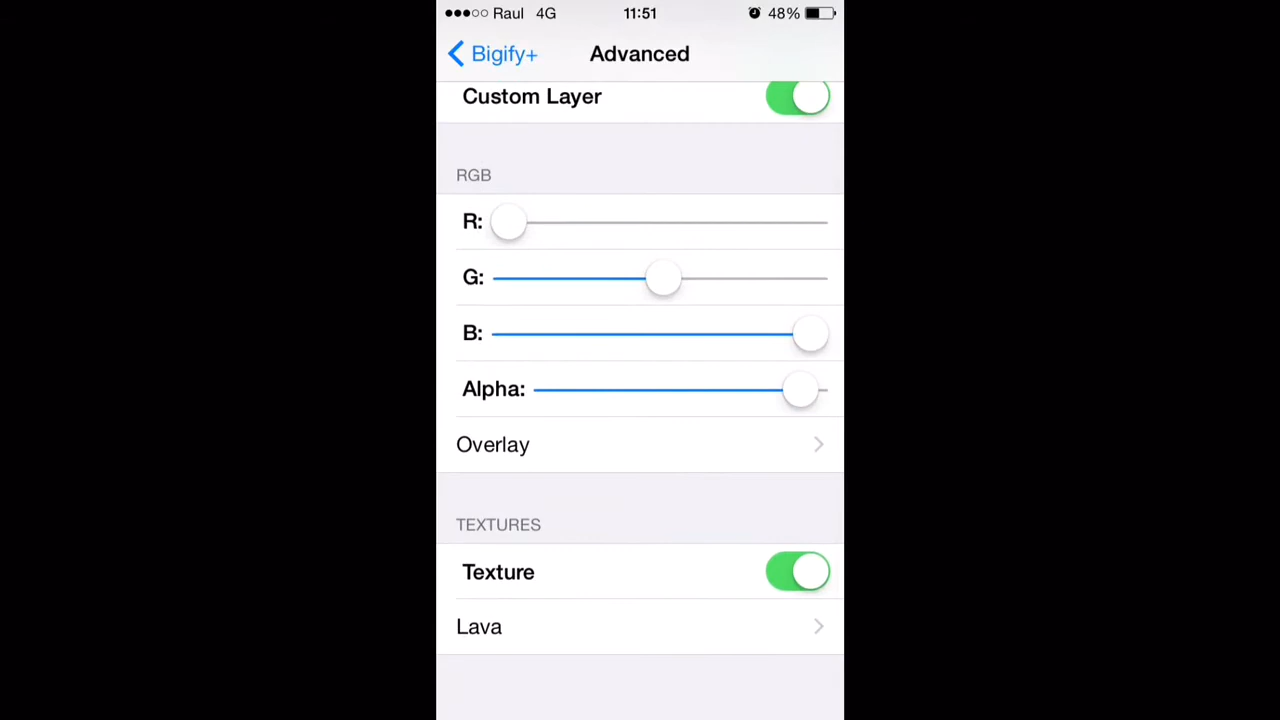 Raul 4G 11:51 48%
Bigify+ Advanced
Custom Layer
RGB
R:
G:
B:
Alpha:
Overlay
TEXTURES
Texture
Lava